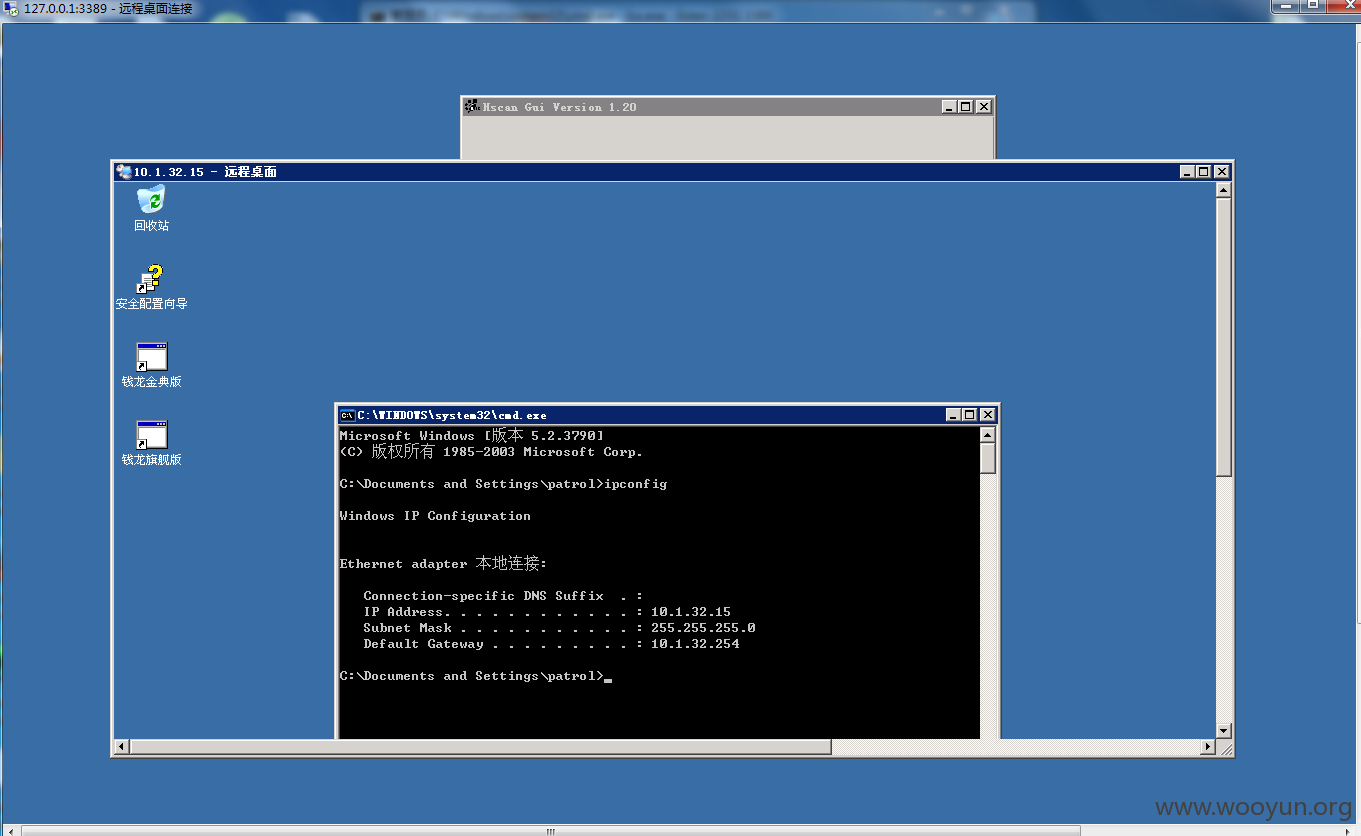 127.0.0.1:3389 - 远程桌面连接
Hscan Gui Version 1.20
10.1.32.15 - 远程桌面
回收站
安全配置向导
钱龙金典版
钱龙旗舰版
C:\WINDOWS\system32\cmd.exe
Microsoft Windows [版本 5.2.3790]
(C) 版权所有 1985-2003 Microsoft Corp.
C:\Documents and Settings\patrol>ipconfig
Windows IP Configuration
Ethernet adapter 本地连接:
Connection-specific DNS Suffix  . :
IP Address. . . . . . . . . . . . : 10.1.32.15
Subnet Mask . . . . . . . . . . . : 255.255.255.0
Default Gateway . . . . . . . . . : 10.1.32.254
C:\Documents and Settings\patrol>
www.wooyun.org